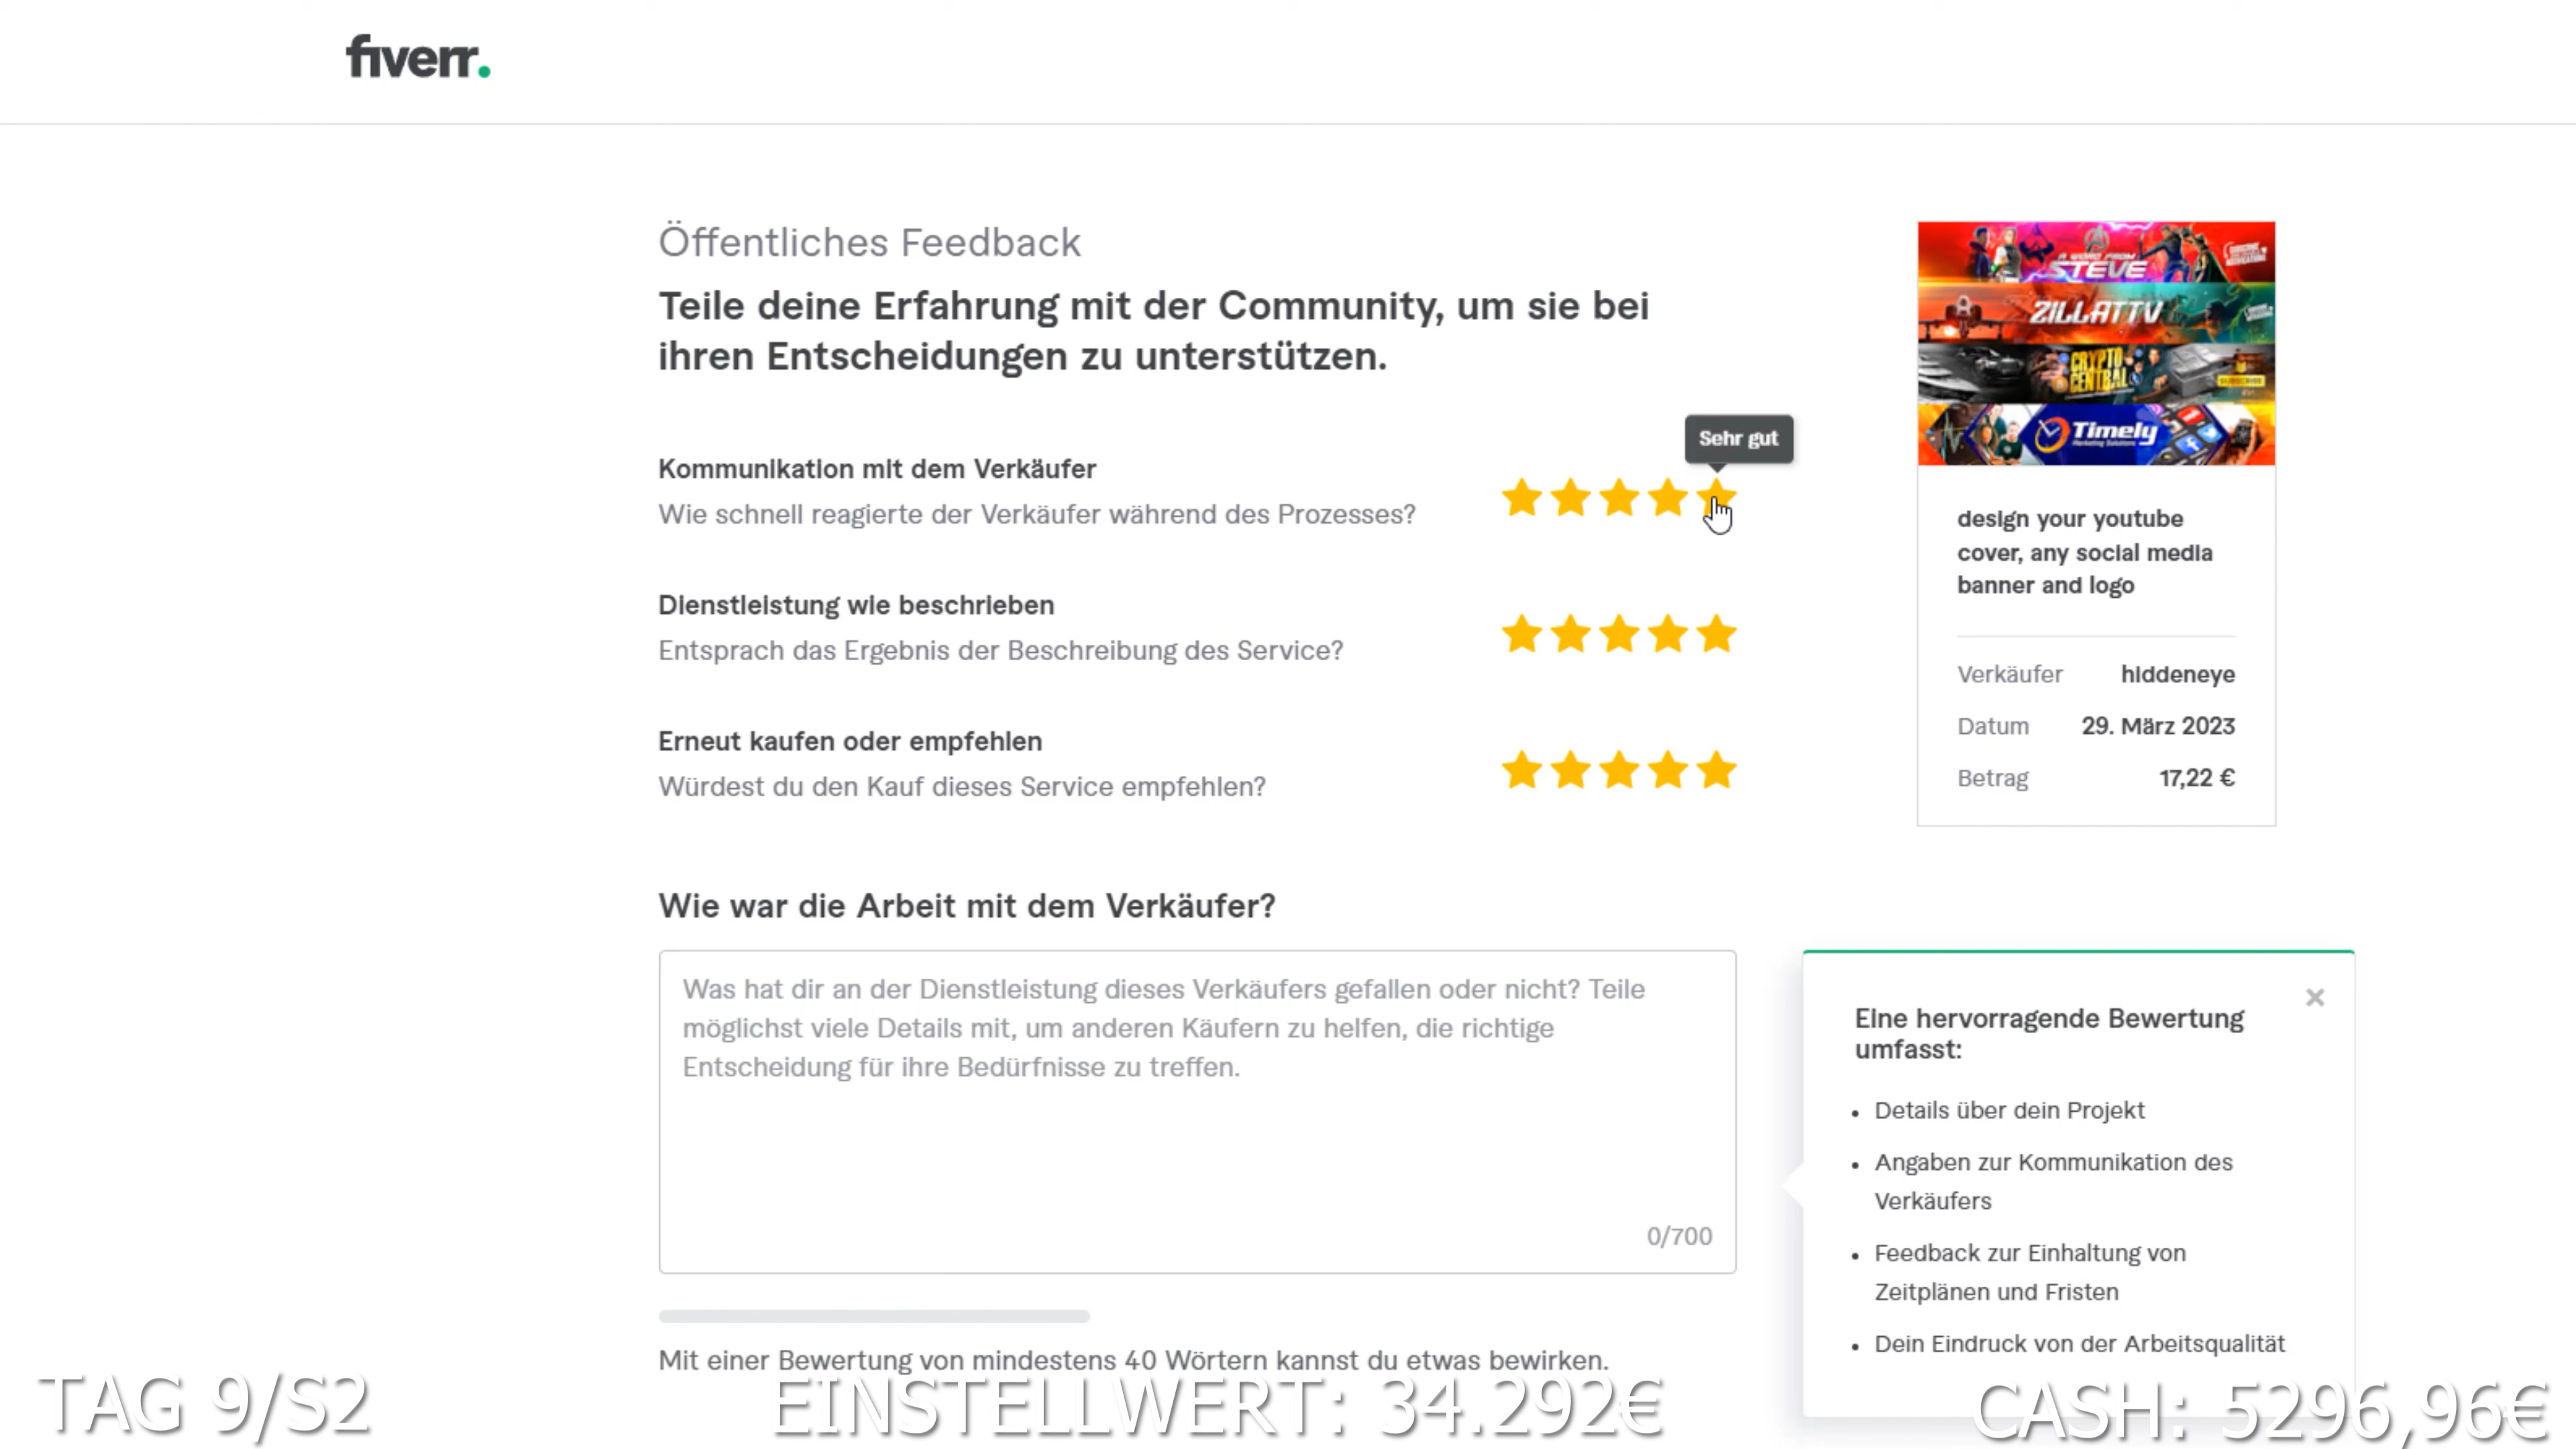 fiverr.
Öffentliches Feedback
Teile deine Erfahrung mit der Community, um sie bei
ihren Entscheidungen zu unterstützen.
Sehr gut
Kommunikation mit dem Verkäufer
Wie schnell reagierte der Verkäufer während des Prozesses?
Dienstleistung wie beschrieben
Entsprach das Ergebnis der Beschreibung des Service?
Erneut kaufen oder empfehlen
Würdest du den Kauf dieses Service empfehlen?
A WORD FROM
STEVE
ZILLATTV
CRYPTO
CENTRAL
SUBSCRIBE
Timely
design your youtube
cover, any social media
banner and logo
Verkäufer hiddeneye
Datum 29. März 2023
Betrag 17,22 €
Wie war die Arbeit mit dem Verkäufer?
Was hat dir an der Dienstleistung dieses Verkäufers gefallen oder nicht? Teile
möglichst viele Details mit, um anderen Käufern zu helfen, die richtige
Entscheidung für ihre Bedürfnisse zu treffen.
0/700
Mit einer Bewertung von mindestens 40 Wörtern kannst du etwas bewirken.
Eine hervorragende Bewertung
umfasst:
• Details über dein Projekt
• Angaben zur Kommunikation des
Verkäufers
• Feedback zur Einhaltung von
Zeitplänen und Fristen
• Dein Eindruck von der Arbeitsqualität
TAG 9/S2
EINSTELLWERT: 34.292€
CASH: 5296,96€